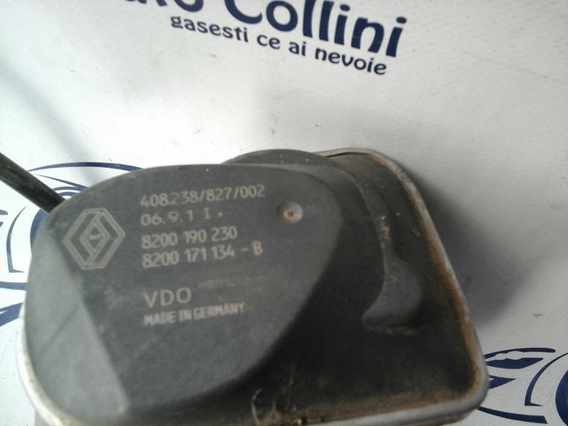 Collini
gasesti ce ai nevoie
408.238/827/002
06.9.1 I.
8200 190 230
8200 171 134 - B
VDO
MADE IN GERMANY